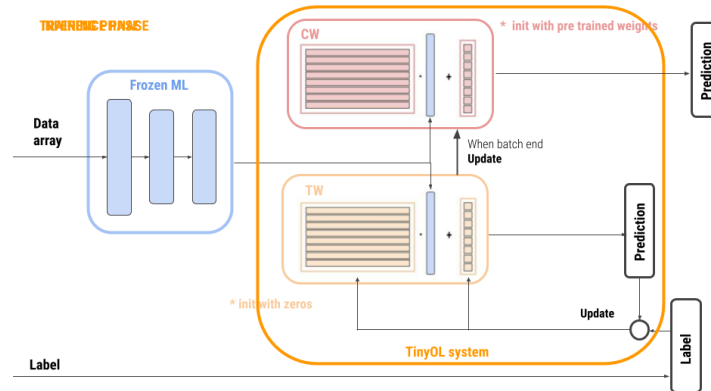 PHASE
CW
* init with pre trained weights
Frozen ML
* +
Prediction
Data
array
When batch end
Update
TW
* +
Prediction
* init with zeros
Update
Label
TinyOL system
Label